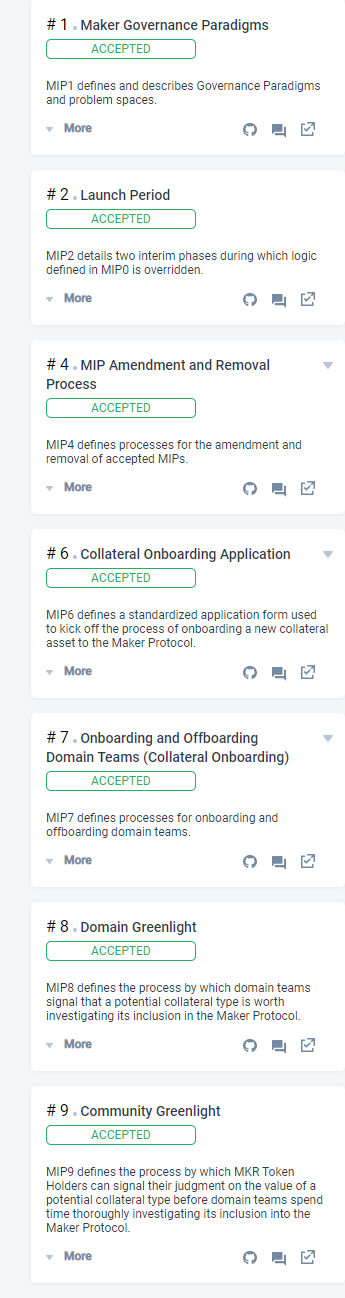 # 1 . Maker Governance Paradigms
ACCEPTED
MIP1 defines and describes Governance Paradigms
and problem spaces.
More
# 2 . Launch Period
ACCEPTED
MIP2 details two interim phases during which logic
defined in MIP0 is overridden.
More
# 4 . MIP Amendment and Removal
Process
ACCEPTED
MIP4 defines processes for the amendment and
removal of accepted MIPs.
More
# 6 . Collateral Onboarding Application
ACCEPTED
MIP6 defines a standardized application form used
to kick off the process of onboarding a new collateral
asset to the Maker Protocol.
More
# 7 . Onboarding and Offboarding
Domain Teams (Collateral Onboarding)
ACCEPTED
MIP7 defines processes for onboarding and
offboarding domain teams.
More
# 8 . Domain Greenlight
ACCEPTED
MIP8 defines the process by which domain teams
signal that a potential collateral type is worth
investigating its inclusion in the Maker Protocol.
More
# 9 . Community Greenlight
ACCEPTED
MIP9 defines the process by which MKR Token
Holders can signal their judgment on the value of a
potential collateral type before domain teams spend
time thoroughly investigating its inclusion into the
Maker Protocol.
More